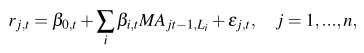 r_{j,t} = β_{0,t} + ∑_i β_{i,t} MA_{jt−1,L_i} + ε_{j,t},    j = 1,...,n,